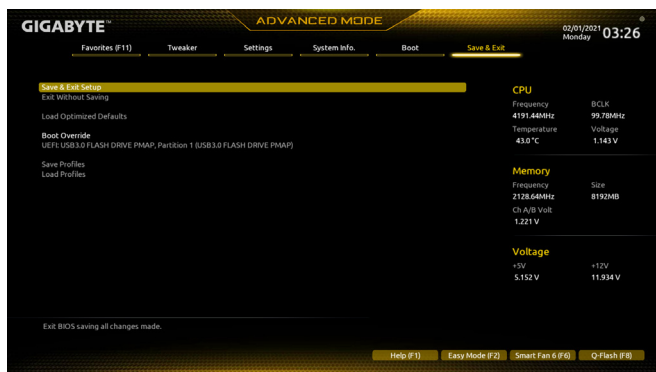 GIGABYTE™
ADVANCED MODE
02/01/2021
Monday
03:26
Favorites (F11) Tweaker Settings System Info. Boot Save & Exit
Save & Exit Setup
Exit Without Saving
Load Optimized Defaults
Boot Override
UEFI: USB3.0 FLASH DRIVE PMAP, Partition 1 (USB3.0 FLASH DRIVE PMAP)
Save Profiles
Load Profiles
CPU
Frequency BCLK
4191.44MHz 99.78MHz
Temperature Voltage
43.0 °C 1.143 V
Memory
Frequency Size
2128.64MHz 8192MB
Ch A/B Volt
1.221 V
Voltage
+5V +12V
5.152 V 11.934 V
Exit BIOS saving all changes made.
Help (F1) Easy Mode (F2) Smart Fan 6 (F6) Q-Flash (F8)